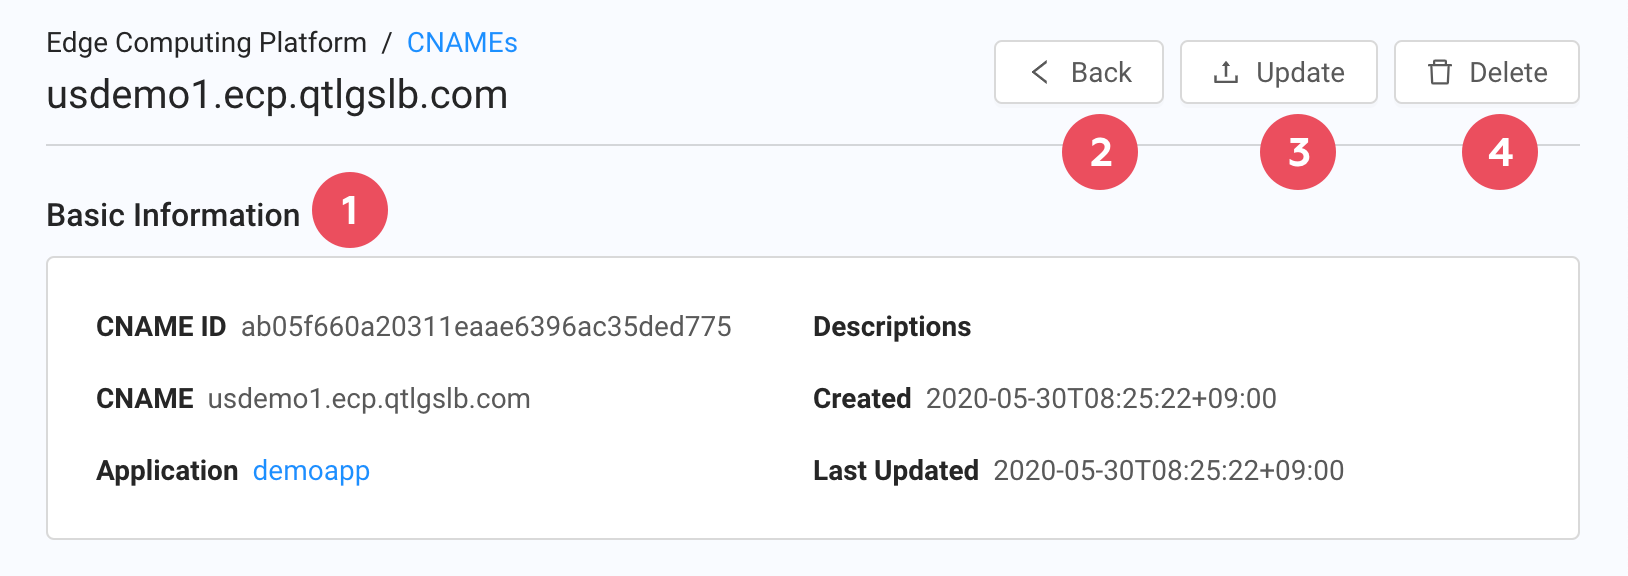 Edge Computing Platform / CNAMEs
usdemo1.ecp.qtlgslb.com
Back
Update
Delete
2
3
4
Basic Information
1
CNAME ID ab05f660a20311eaae6396ac35ded775
Descriptions
CNAME usdemo1.ecp.qtlgslb.com
Created 2020-05-30T08:25:22+09:00
Application demoapp
Last Updated 2020-05-30T08:25:22+09:00